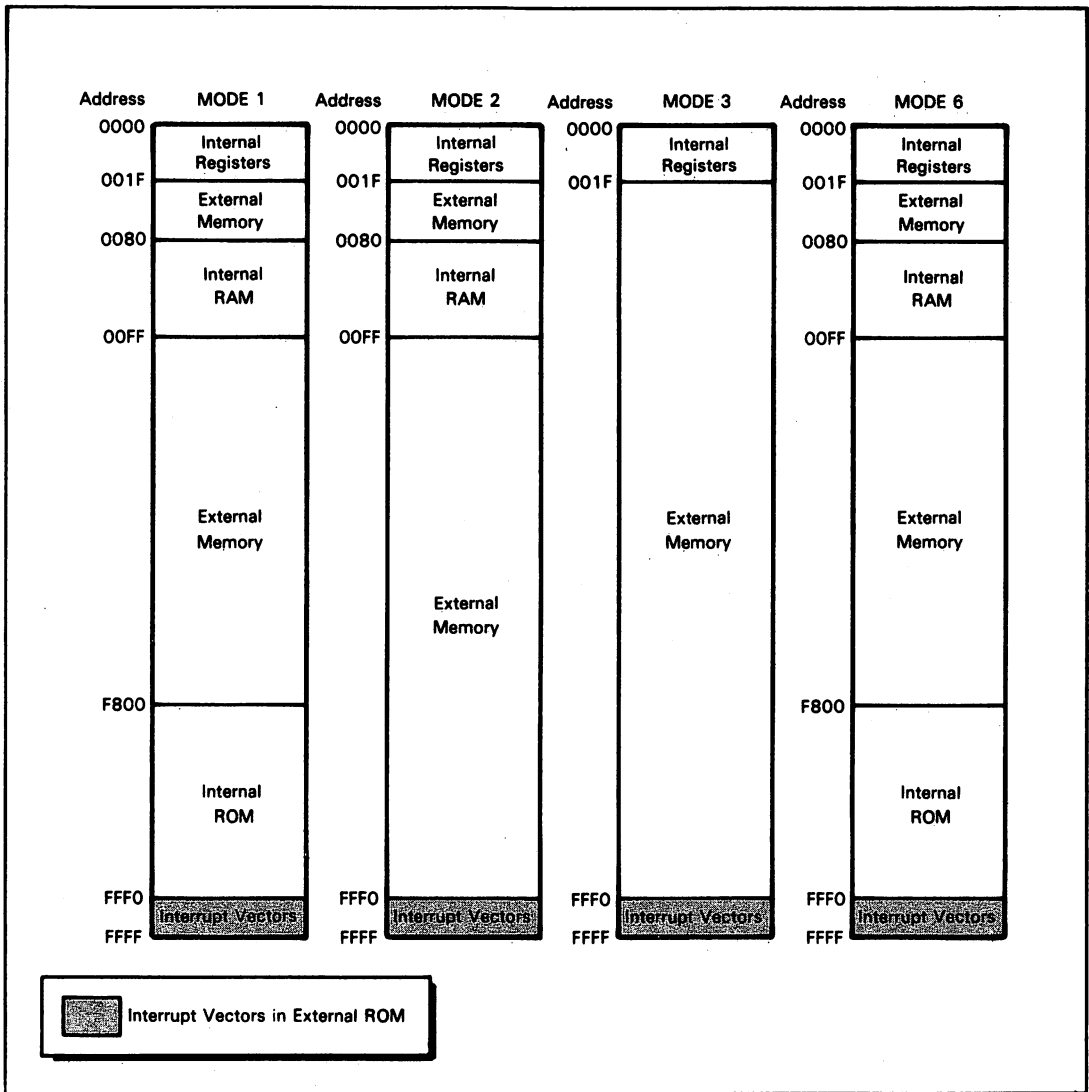 Address MODE 1 Address MODE 2 Address MODE 3 Address MODE 6
0000 0000 0000 0000
Internal Internal Internal Internal
Registers Registers Registers Registers
001F 001F 001F 001F
External External External
Memory Memory Memory
0080 0080 0080
Internal Internal Internal
RAM RAM RAM
00FF 00FF 00FF
External External External
Memory Memory Memory
External
Memory
F800 F800
Internal Internal
ROM ROM
FFF0 FFF0 FFF0 FFF0
Interrupt Vectors Interrupt Vectors Interrupt Vectors Interrupt Vectors
FFFF FFFF FFFF FFFF
Interrupt Vectors in External ROM